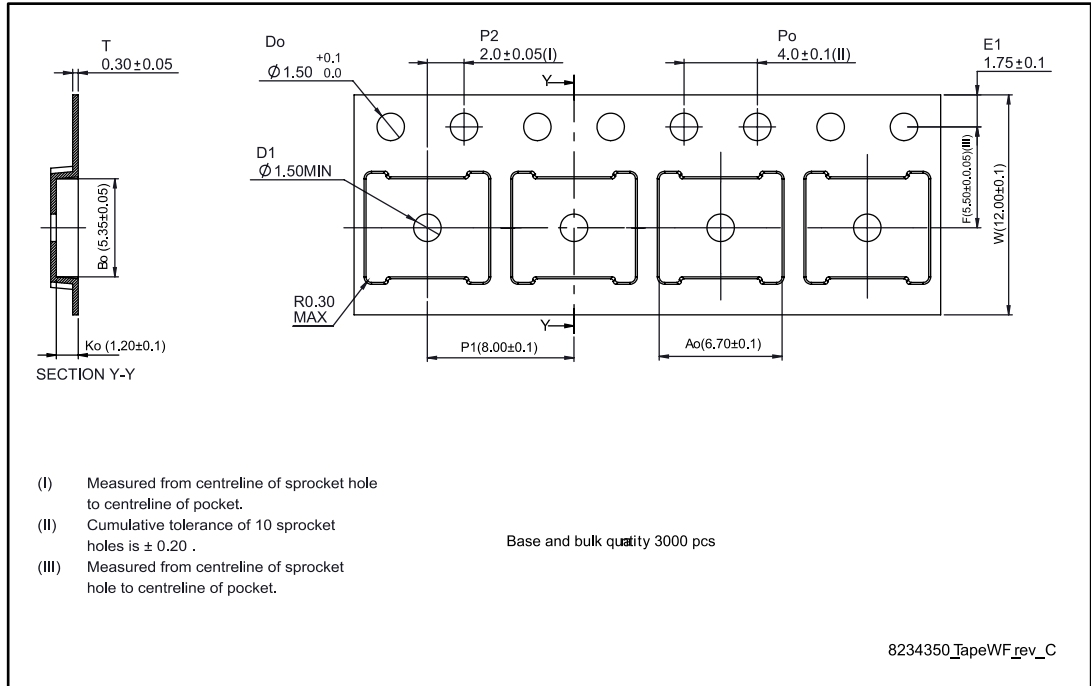 T
0.30±0.05
Do
Ø1.50 +0.1 0.0
P2
2.0±0.05(I)
Po
4.0±0.1(II)
E1
1.75±0.1
Y
D1
Ø1.50MIN
Bo (5.35±0.05)
F(5.50±0.0.05)(III)
W(12.00±0.1)
R0.30
MAX
Y
Ko (1.20±0.1)
P1(8.00±0.1)
Ao(6.70±0.1)
SECTION Y-Y
(I) Measured from centreline of sprocket hole
to centreline of pocket.
(II) Cumulative tolerance of 10 sprocket
holes is ± 0.20 .
(III) Measured from centreline of sprocket
hole to centreline of pocket.
Base and bulk quatity 3000 pcs
8234350_TapeWF_rev_C